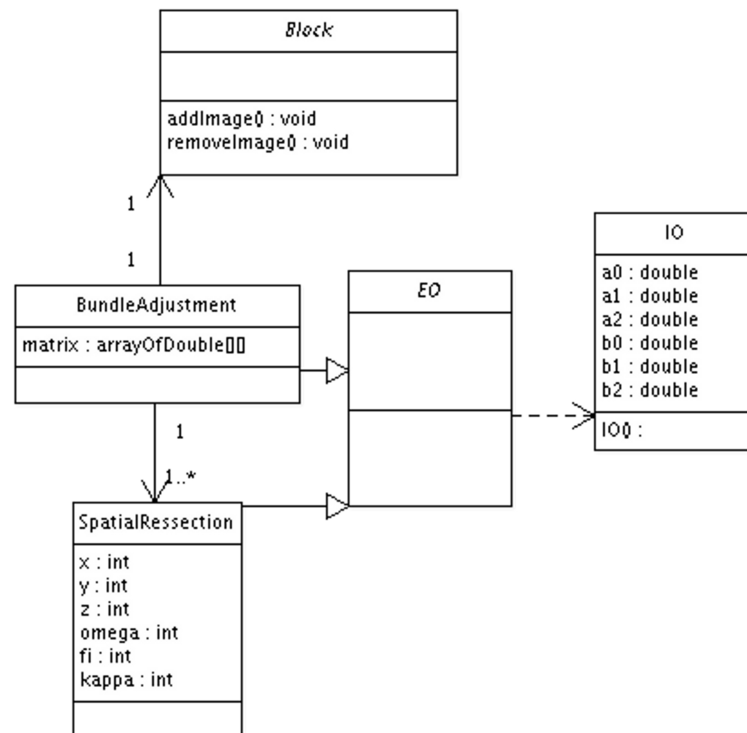 Block
addImage() : void
removeImage() : void
1
1
BundleAdjustment
matrix : arrayOfDouble[][]
EO
IO
a0 : double
a1 : double
a2 : double
b0 : double
b1 : double
b2 : double
IO() :
1
1..*
SpatialRessection
x : int
y : int
z : int
omega : int
fi : int
kappa : int